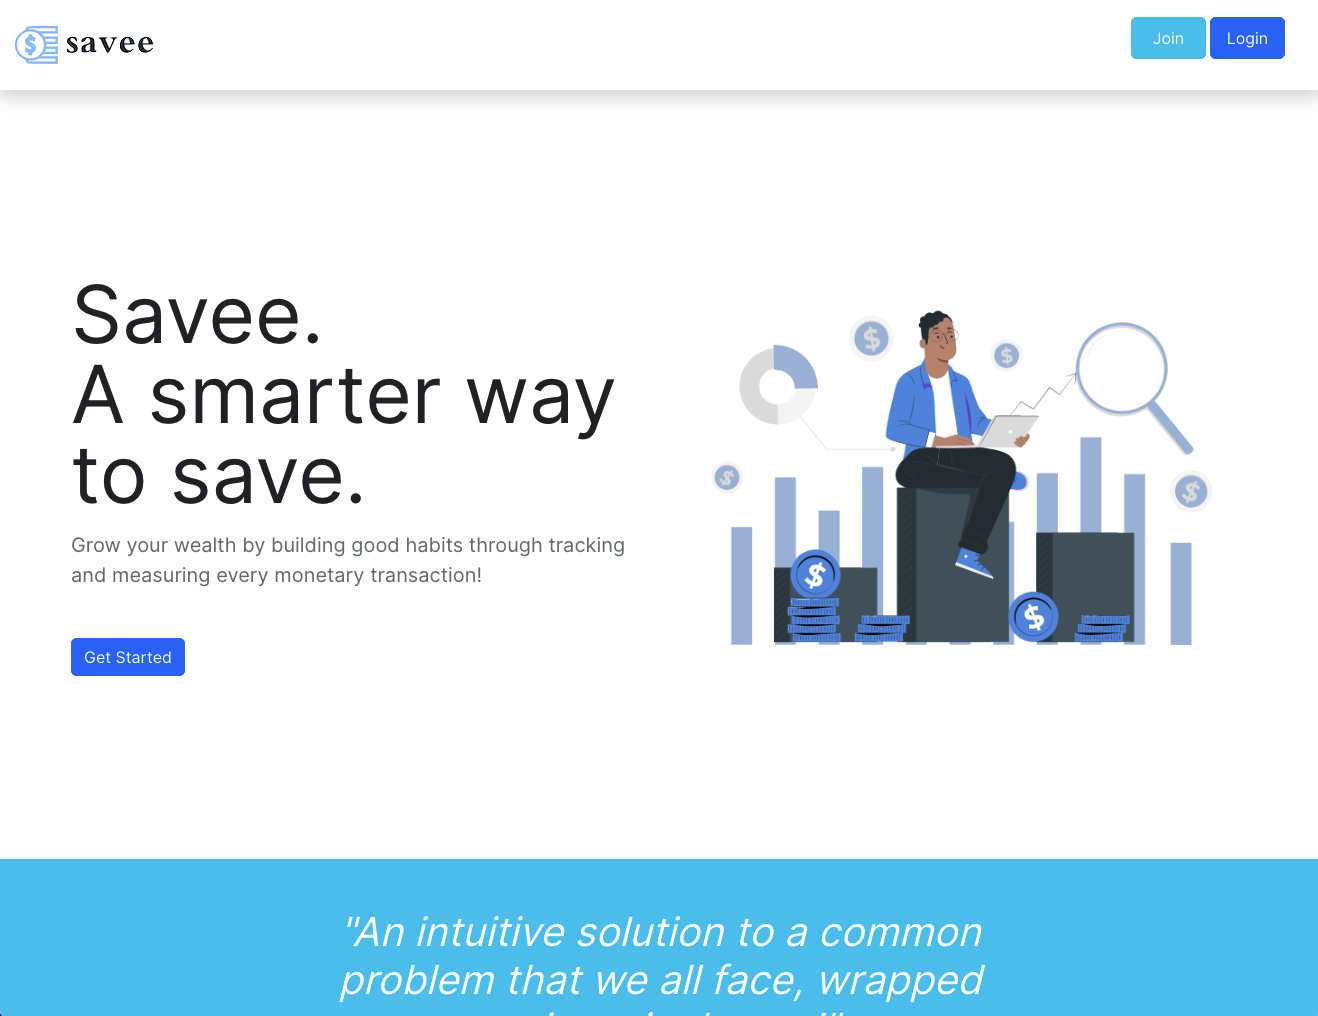 savee
Join
Login
Savee.
A smarter way
to save.
Grow your wealth by building good habits through tracking
and measuring every monetary transaction!
Get Started
"An intuitive solution to a common
problem that we all face, wrapped